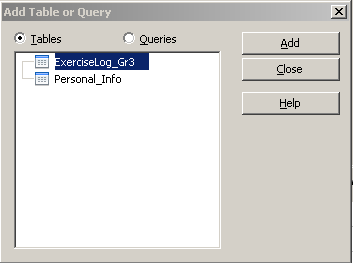 Add Table or Query
Tables Queries Add
ExerciseLog_Gr3
Close
Personal_Info
Help